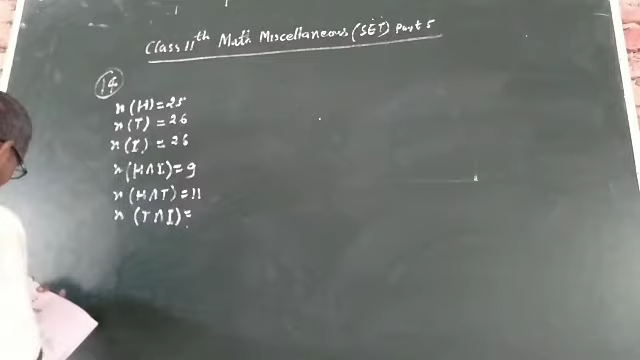 Class 11th Math Miscellaneous (SET) Part 5
14
n (H) = 25
n (T) = 26
n (I) = 26
n (H∩I) = 9
n (H∩T) = 11
n (T∩I) =